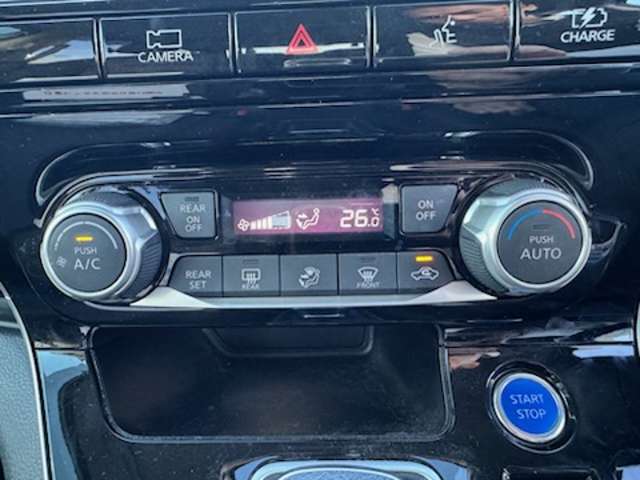 CAMERA
CHARGE
REAR
ON
OFF
26.0
°C
ON
OFF
PUSH
A/C
PUSH
AUTO
REAR
SET
REAR
FRONT
START
STOP